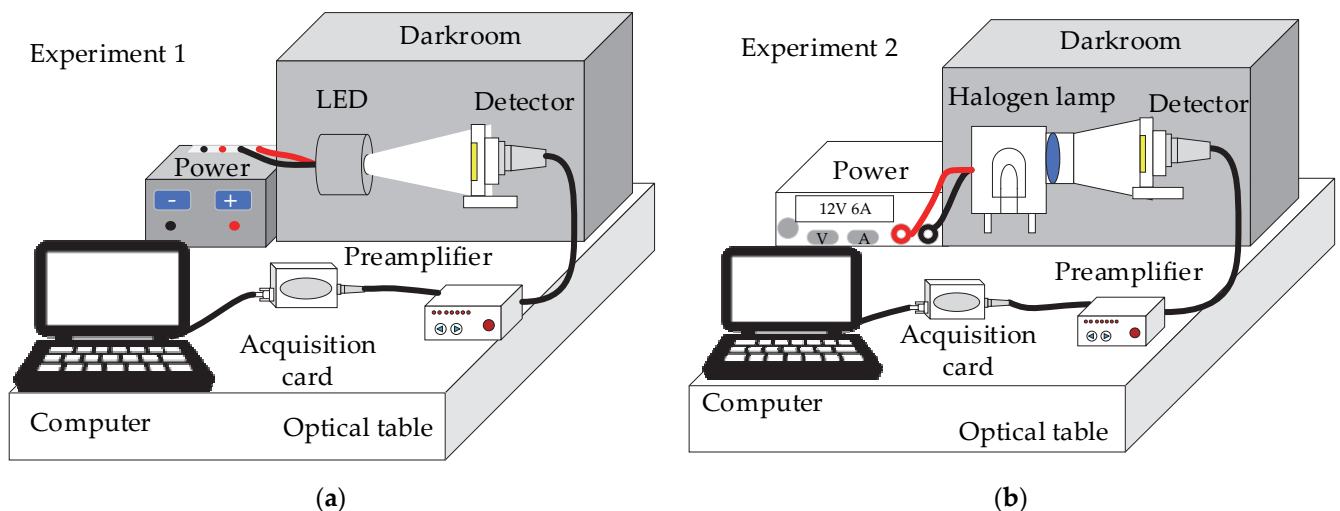 Experiment 1
Darkroom
LED
Detector
Power
-
+
Preamplifier
Acquisition
card
Computer
Optical table
(a)
Experiment 2
Darkroom
Halogen lamp
Detector
Power
12V 6A
V
A
Preamplifier
Acquisition
card
Computer
Optical table
(b)